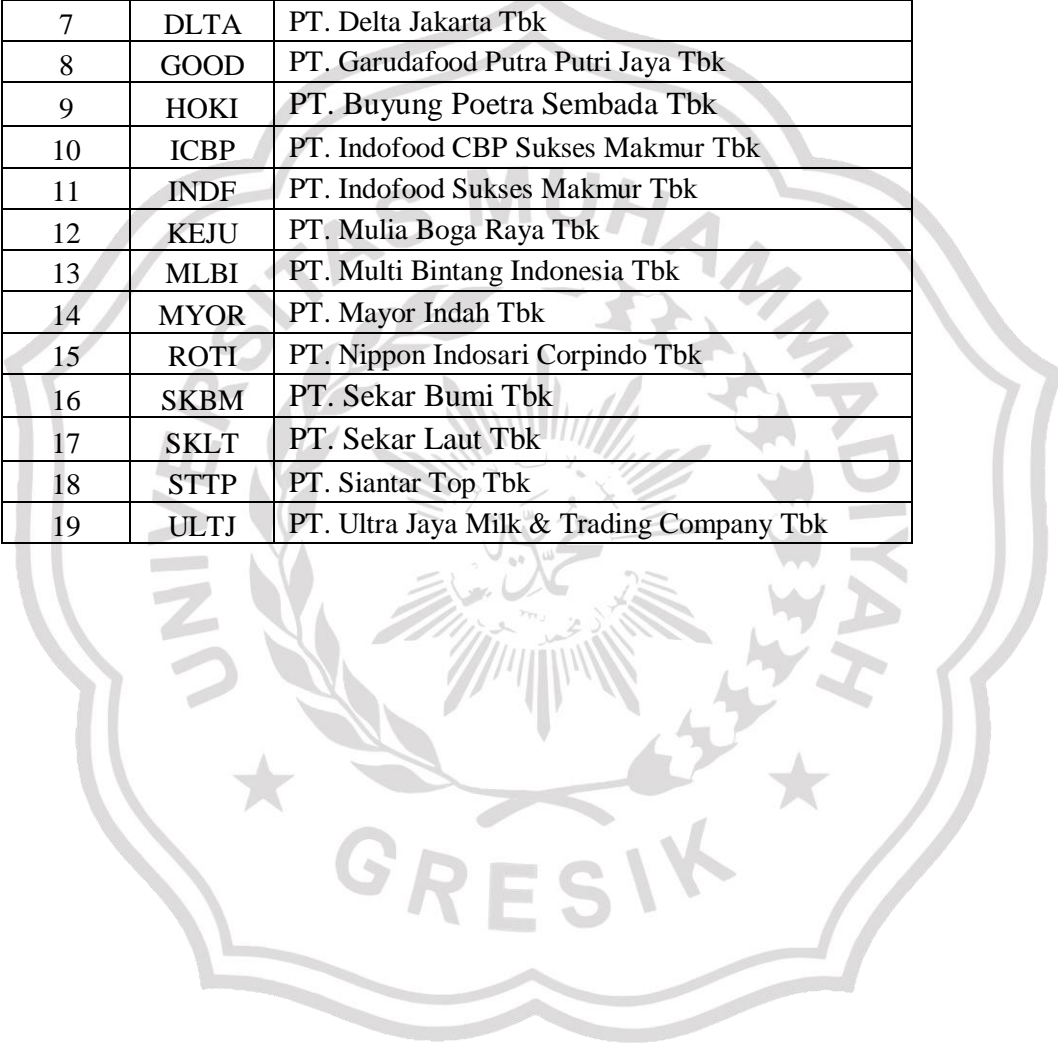 7 DLTA PT. Delta Jakarta Tbk
8 GOOD PT. Garudafood Putra Putri Jaya Tbk
9 HOKI PT. Buyung Poetra Sembada Tbk
10 ICBP PT. Indofood CBP Sukses Makmur Tbk
11 INDF PT. Indofood Sukses Makmur Tbk
12 KEJU PT. Mulia Boga Raya Tbk
13 MLBI PT. Multi Bintang Indonesia Tbk
14 MYOR PT. Mayor Indah Tbk
15 ROTI PT. Nippon Indosari Corpindo Tbk
16 SKBM PT. Sekar Bumi Tbk
17 SKLT PT. Sekar Laut Tbk
18 STTP PT. Siantar Top Tbk
19 ULTJ PT. Ultra Jaya Milk & Trading Company Tbk
UNIVERSITAS MUHAMMADIYAH
GRESIK